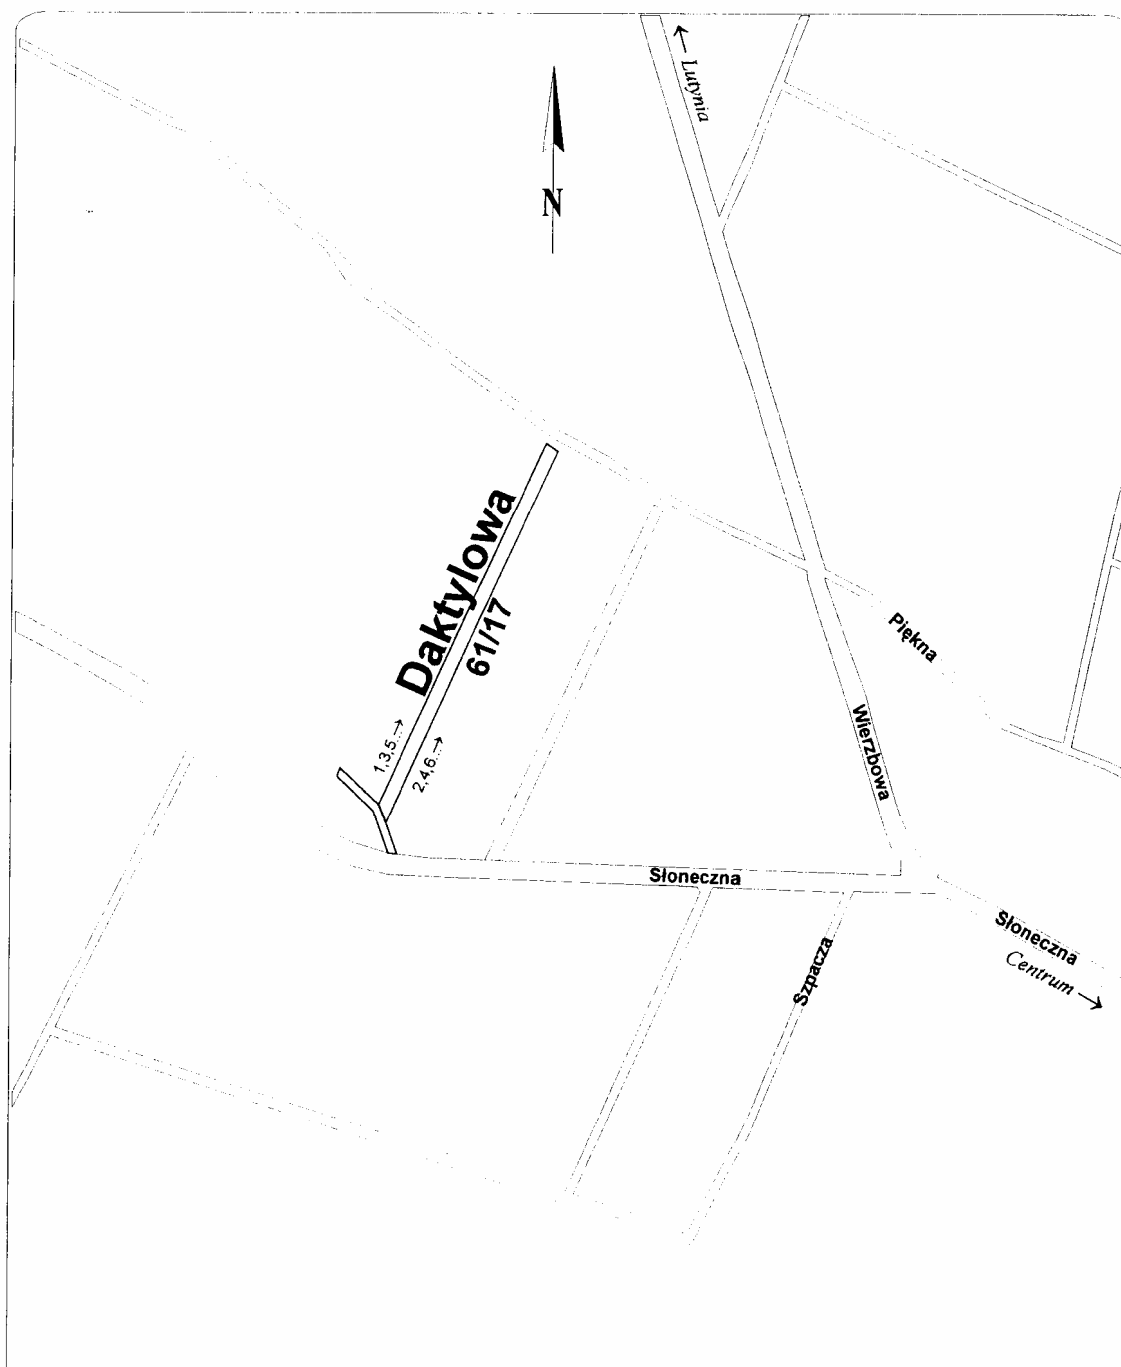 ← Lutynia
N
Daktylowa
61/17
1,3,5...→
2,4,6...→
Piękna
Wierzbowa
Słoneczna
Słoneczna
Centrum →
Szpacza